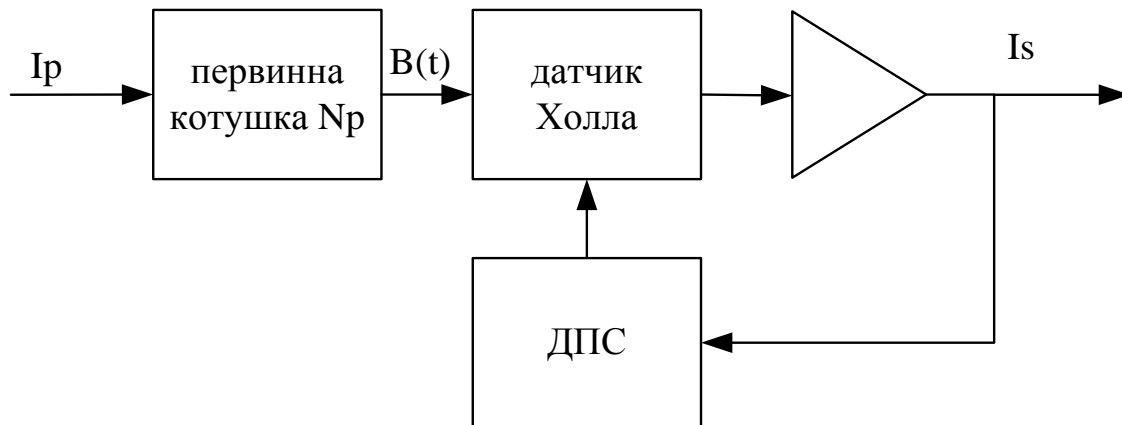 Ip
первинна
котушка Np
B(t)
датчик
Холла
Is
ДПС